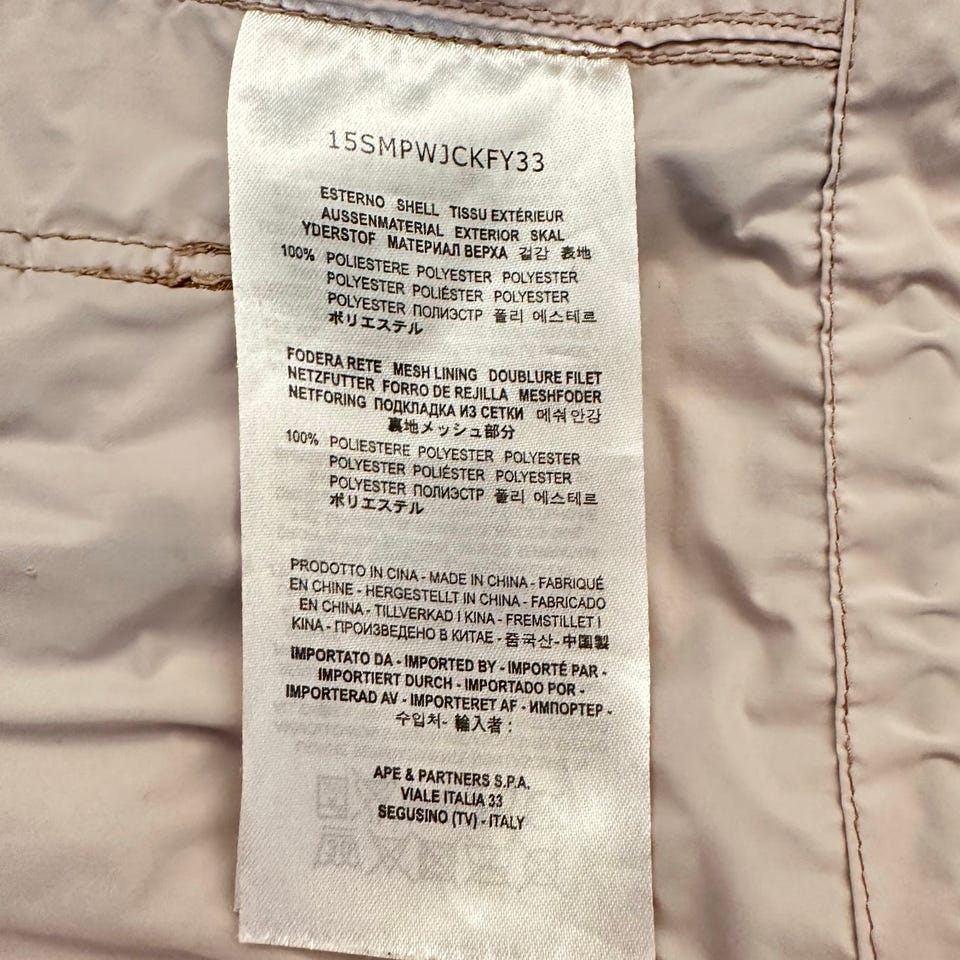 15SMPWJCKFY33
ESTERNO SHELL TISSU EXTÉRIEUR
AUSSENMATERIAL EXTERIOR SKAL
YDERSTOF МАТЕРИАЛ ВЕРХА 겉감 表地
100% POLIESTERE POLYESTER POLYESTER
POLYESTER POLIÉSTER POLYESTER
POLYESTER ПОЛИЭСТР 폴리 에스테르
ポリエステル
FODERA RETE MESH LINING DOUBLURE FILET
NETZFUTTER FORRO DE REJILLA MESHFODER
NETFORING ПОДКЛАДКА ИЗ СЕТКИ 메쉬안감
裏地メッシュ部分
100% POLIESTERE POLYESTER POLYESTER
POLYESTER POLIÉSTER POLYESTER
POLYESTER ПОЛИЭСТР 폴리 에스테르
ポリエステル
PRODOTTO IN CINA - MADE IN CHINA - FABRIQUÉ
EN CHINE - HERGESTELLT IN CHINA - FABRICADO
EN CHINA - TILLVERKAD I KINA - FREMSTILLET I
KINA - ПРОИЗВЕДЕНО В КИТАЕ - 중국산- 中国製
IMPORTATO DA - IMPORTED BY - IMPORTÉ PAR -
IMPORTIERT DURCH - IMPORTADO POR -
IMPORTERAD AV - IMPORTERET AF - ИМПОРТЕР -
수입처- 輸入者 :
APE & PARTNERS S.P.A.
VIALE ITALIA 33
SEGUSINO (TV) - ITALY